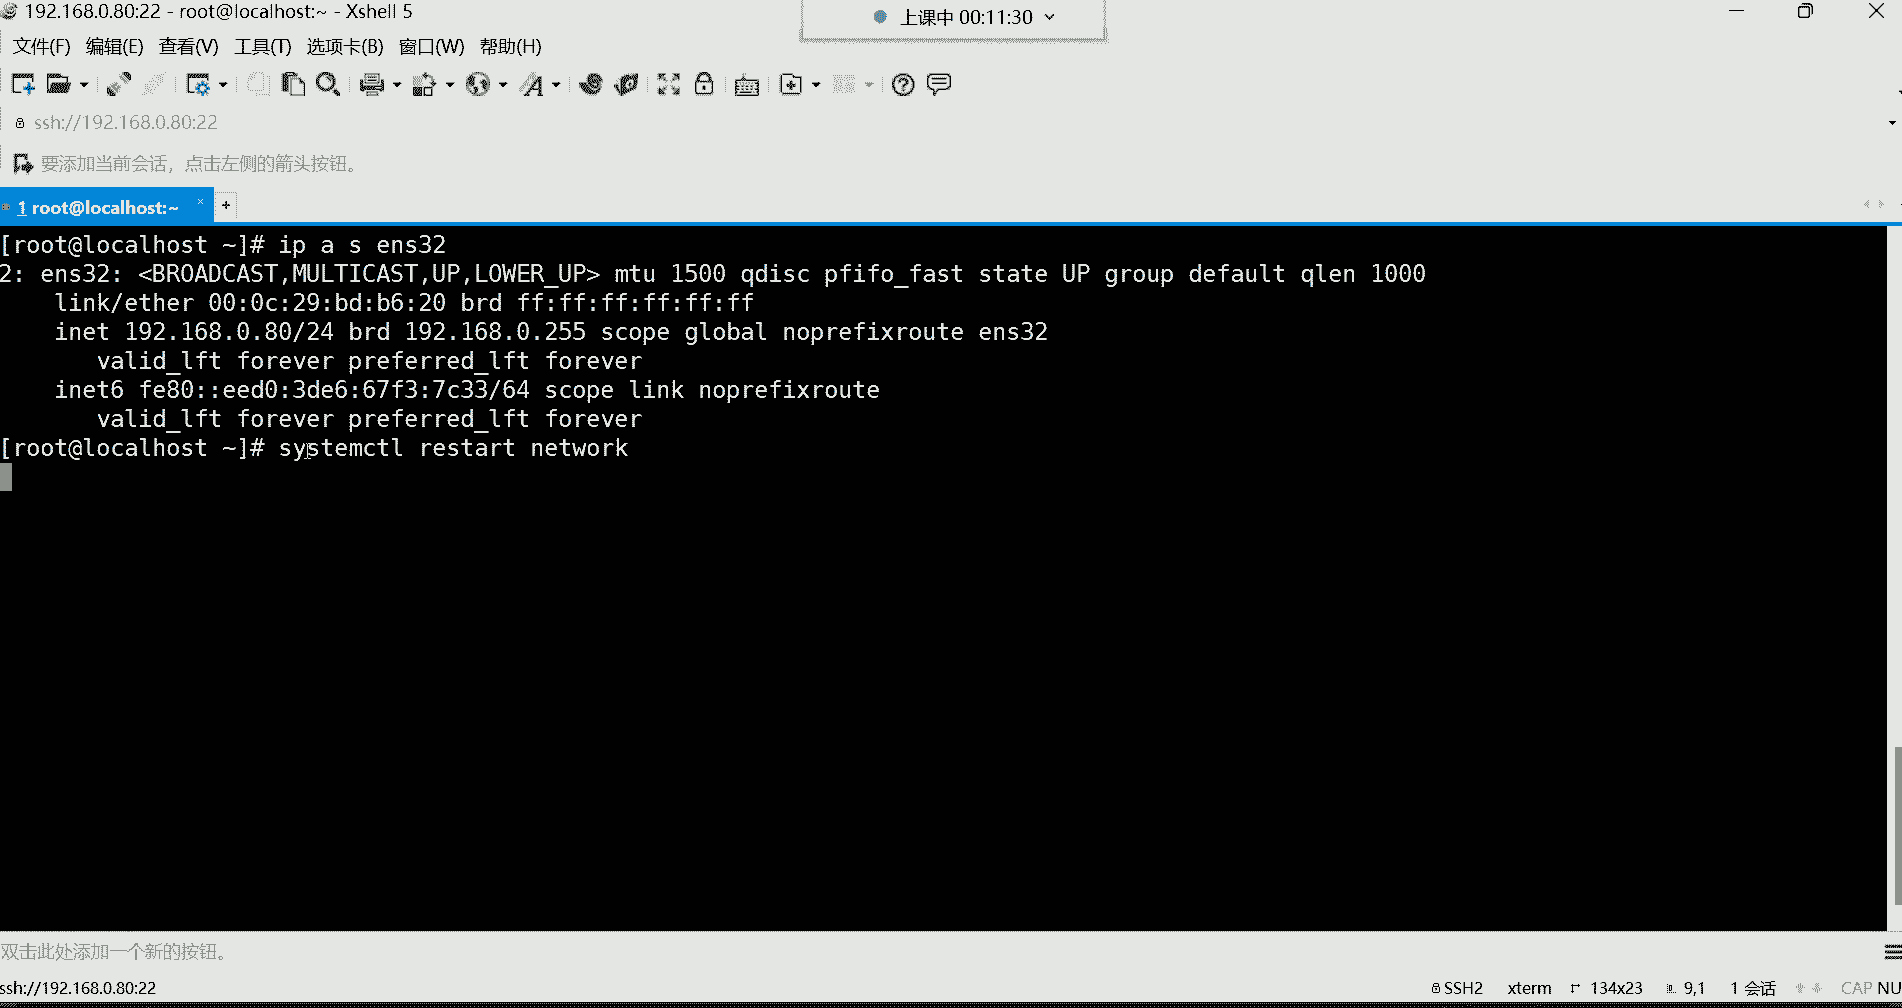 192.168.0.80:22 - root@localhost:~ - Xshell 5
上课中 00:11:30
文件(F) 编辑(E) 查看(V) 工具(T) 选项卡(B) 窗口(W) 帮助(H)
ssh://192.168.0.80:22
要添加当前会话，点击左侧的箭头按钮。
1 root@localhost:~ × +
[root@localhost ~]# ip a s ens32
2: ens32: <BROADCAST,MULTICAST,UP,LOWER_UP> mtu 1500 qdisc pfifo_fast state UP group default qlen 1000
link/ether 00:0c:29:bd:b6:20 brd ff:ff:ff:ff:ff:ff
inet 192.168.0.80/24 brd 192.168.0.255 scope global noprefixroute ens32
valid_lft forever preferred_lft forever
inet6 fe80::eed0:3de6:67f3:7c33/64 scope link noprefixroute
valid_lft forever preferred_lft forever
[root@localhost ~]# systemctl restart network
双击此处添加一个新的按钮。
ssh://192.168.0.80:22 SSH2 xterm 134x23 9,1 1 会话 CAP NU